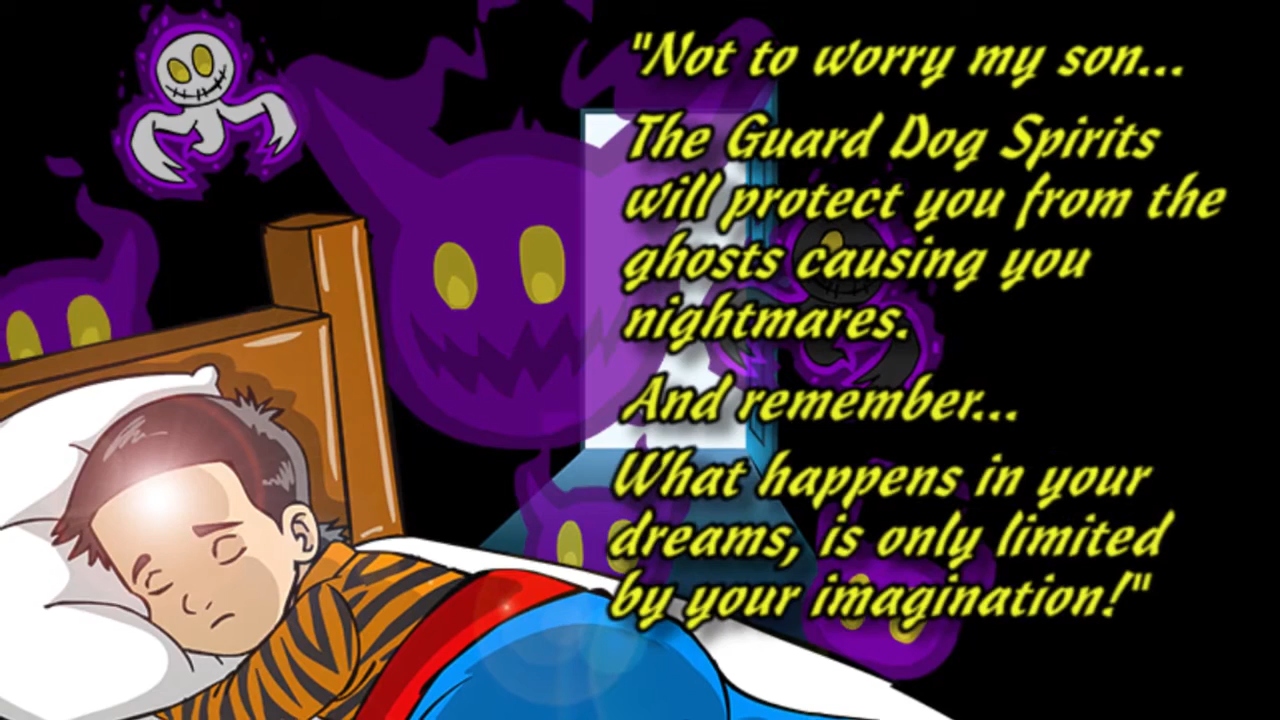 "Not to worry my son...
The Guard Dog Spirits
will protect you from the
ghosts causing you
nightmares.
And remember...
What happens in your
dreams, is only limited
by your imagination!"